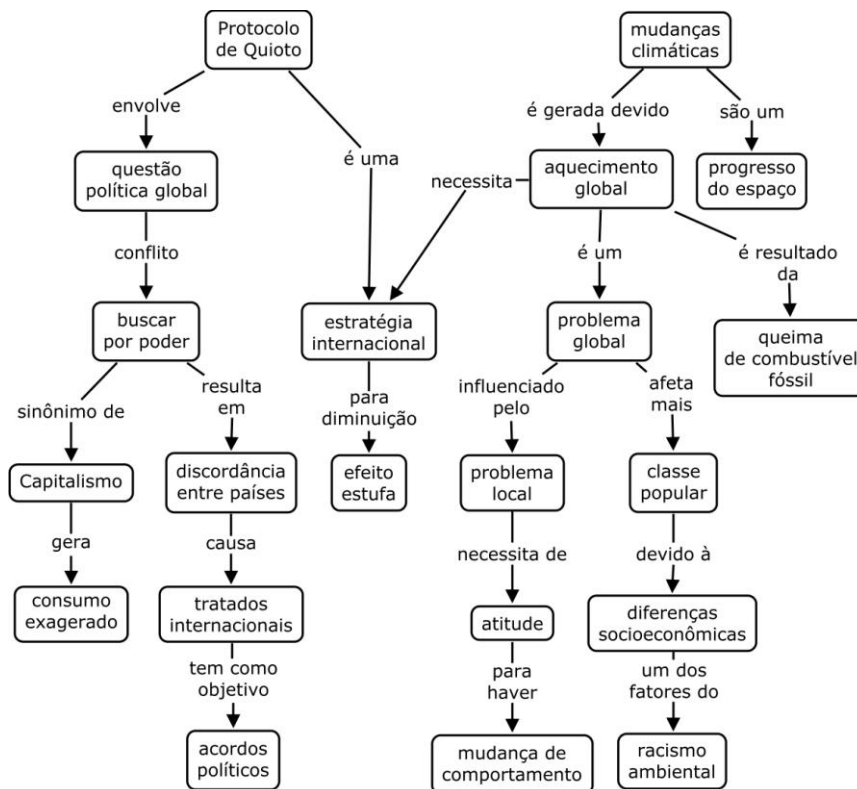 Protocolo
de Quioto
mudanças
climáticas
envolve
é gerada devido
são um
é uma
questão
política global
necessita
aquecimento
global
progresso
do espaço
conflito
é um
é resultado
da
buscar
por poder
estratégia
internacional
problema
global
queima
de combustível
fóssil
sinônimo de
resulta
em
para
diminuição
influenciado
pelo
afeta
mais
Capitalismo
discordância
entre países
efeito
estufa
problema
local
classe
popular
gera
causa
necessita de
devido à
consumo
exagerado
tratados
internacionais
atitude
diferenças
socioeconômicas
tem como
objetivo
para
haver
um dos
fatores do
acordos
políticos
mudança de
comportamento
racismo
ambiental